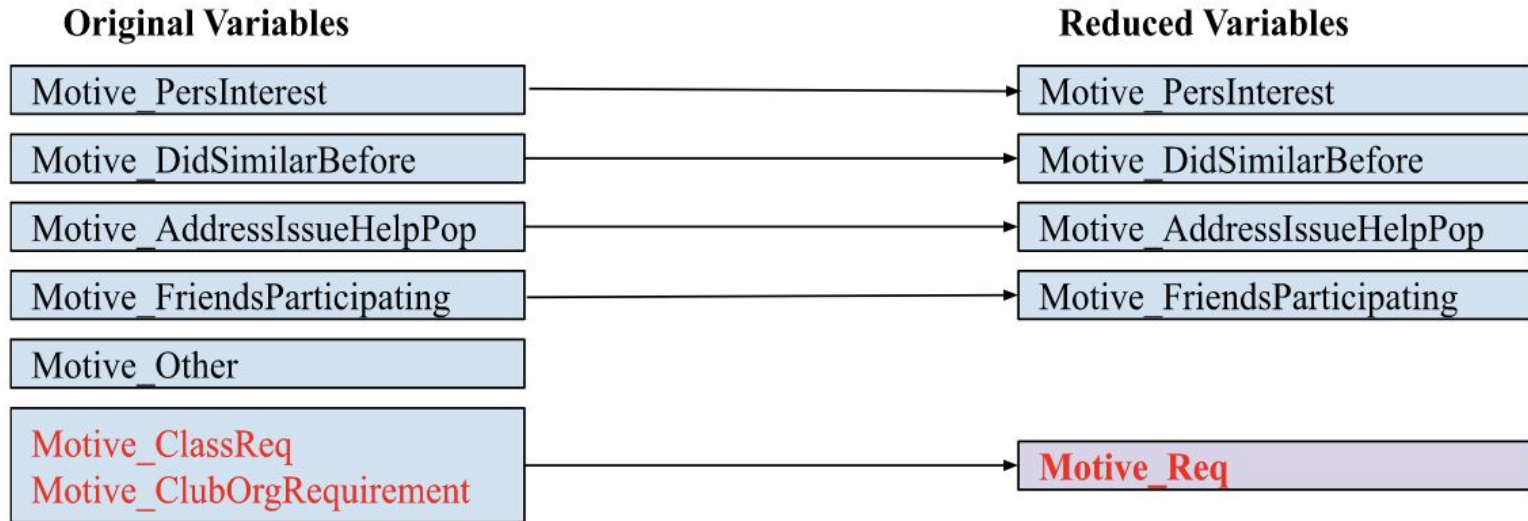 Original Variables
Reduced Variables
Motive_PersInterest
Motive_PersInterest
Motive_DidSimilarBefore
Motive_DidSimilarBefore
Motive_AddressIssueHelpPop
Motive_AddressIssueHelpPop
Motive_FriendsParticipating
Motive_FriendsParticipating
Motive_Other
Motive_ClassReq
Motive_ClubOrgRequirement
Motive_Req